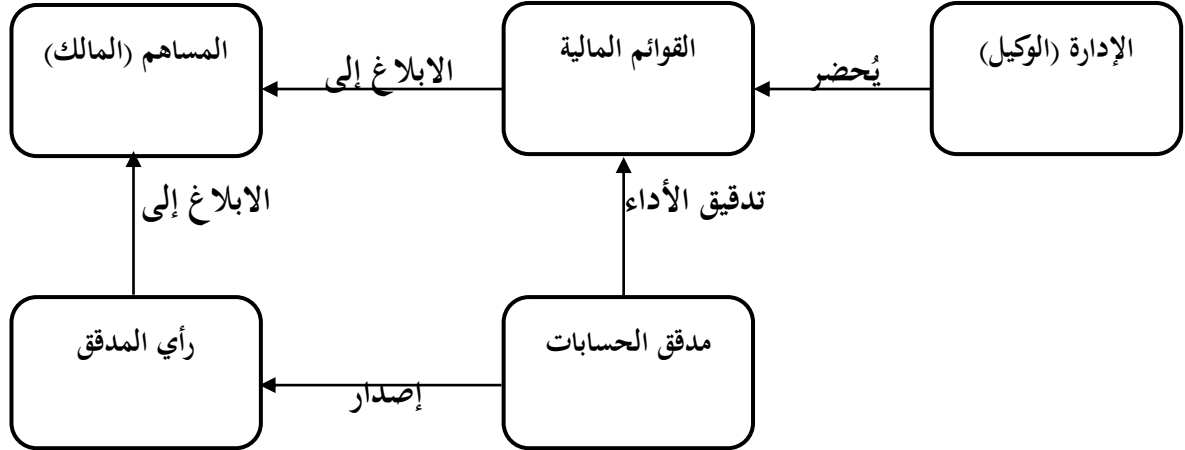 الإدارة (الوكيل)
يُحضر
القوائم المالية
الابلاغ إلى
المساهم (المالك)
تدقيق الأداء
الابلاغ إلى
مدقق الحسابات
إصدار
رأي المدقق